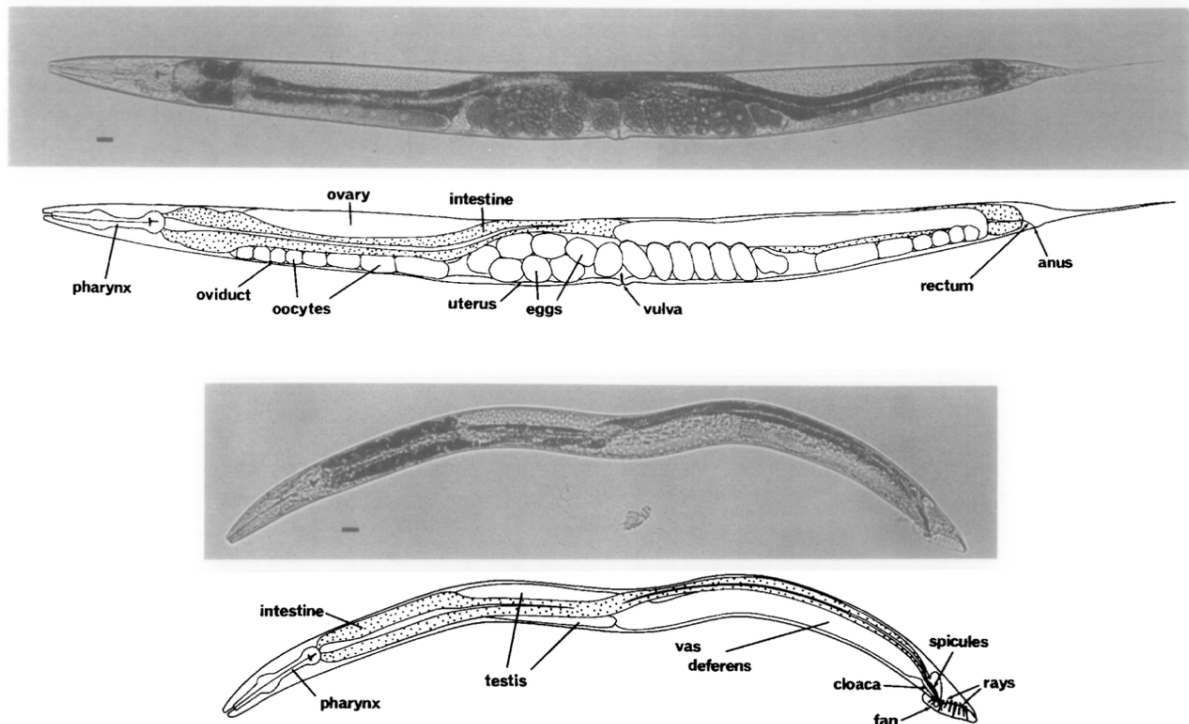 ovary
intestine
pharynx
oviduct
oocytes
uterus
eggs
vulva
rectum
anus
intestine
pharynx
testis
vas
deferens
cloaca
fan
spicules
rays